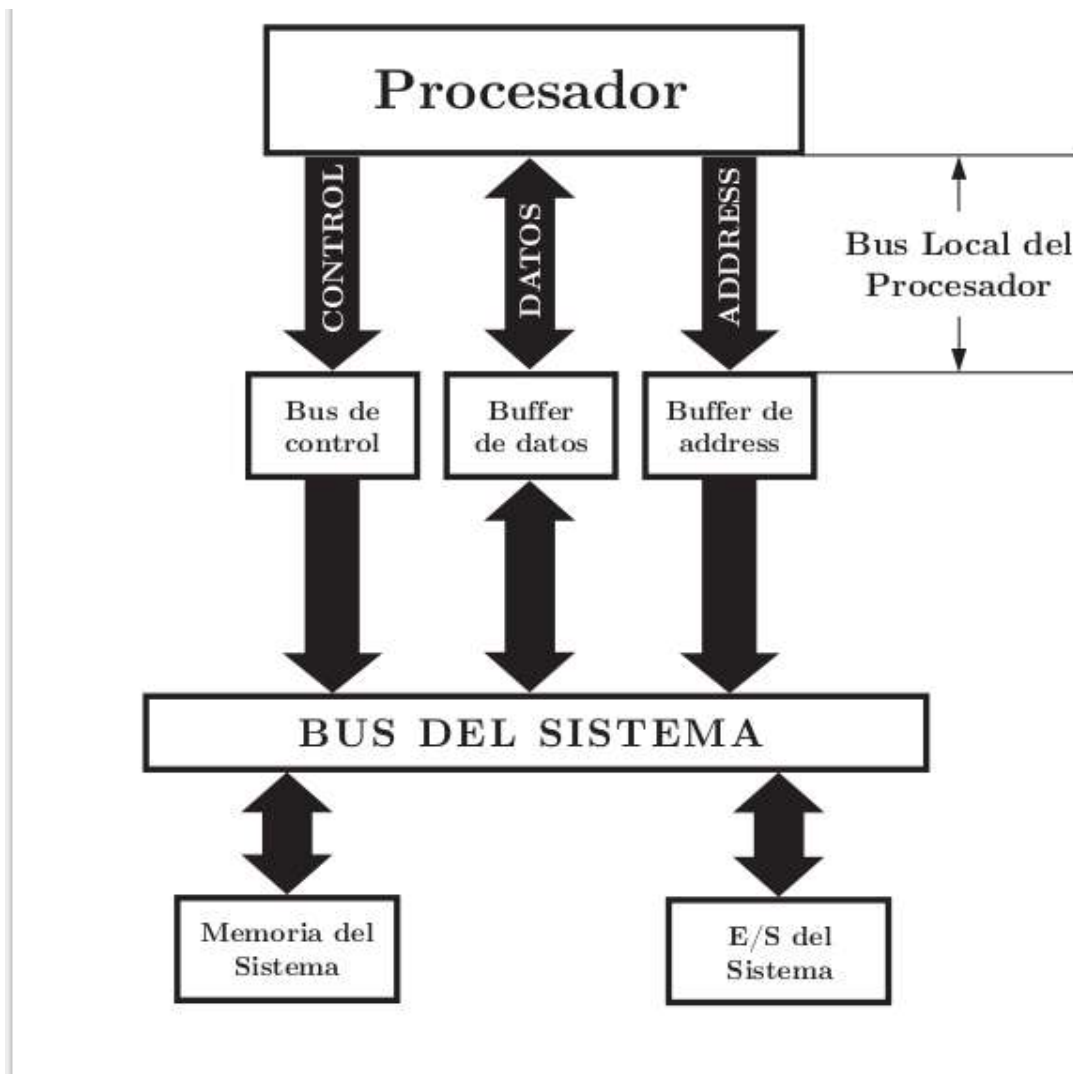 Procesador
CONTROL
DATOS
ADDRESS
Bus Local del
Procesador
Bus de
control
Buffer
de datos
Buffer de
address
BUS DEL SISTEMA
Memoria del
Sistema
E/S del
Sistema